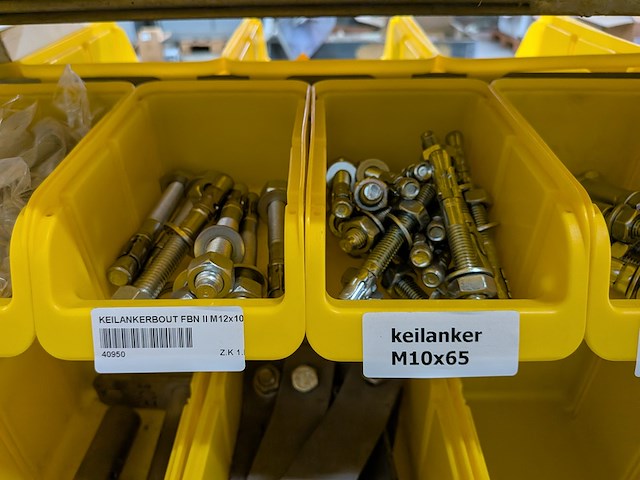 KEILANKERBOUT FBN II M12x10
40950 Z:K 1.
keilanker
M10x65